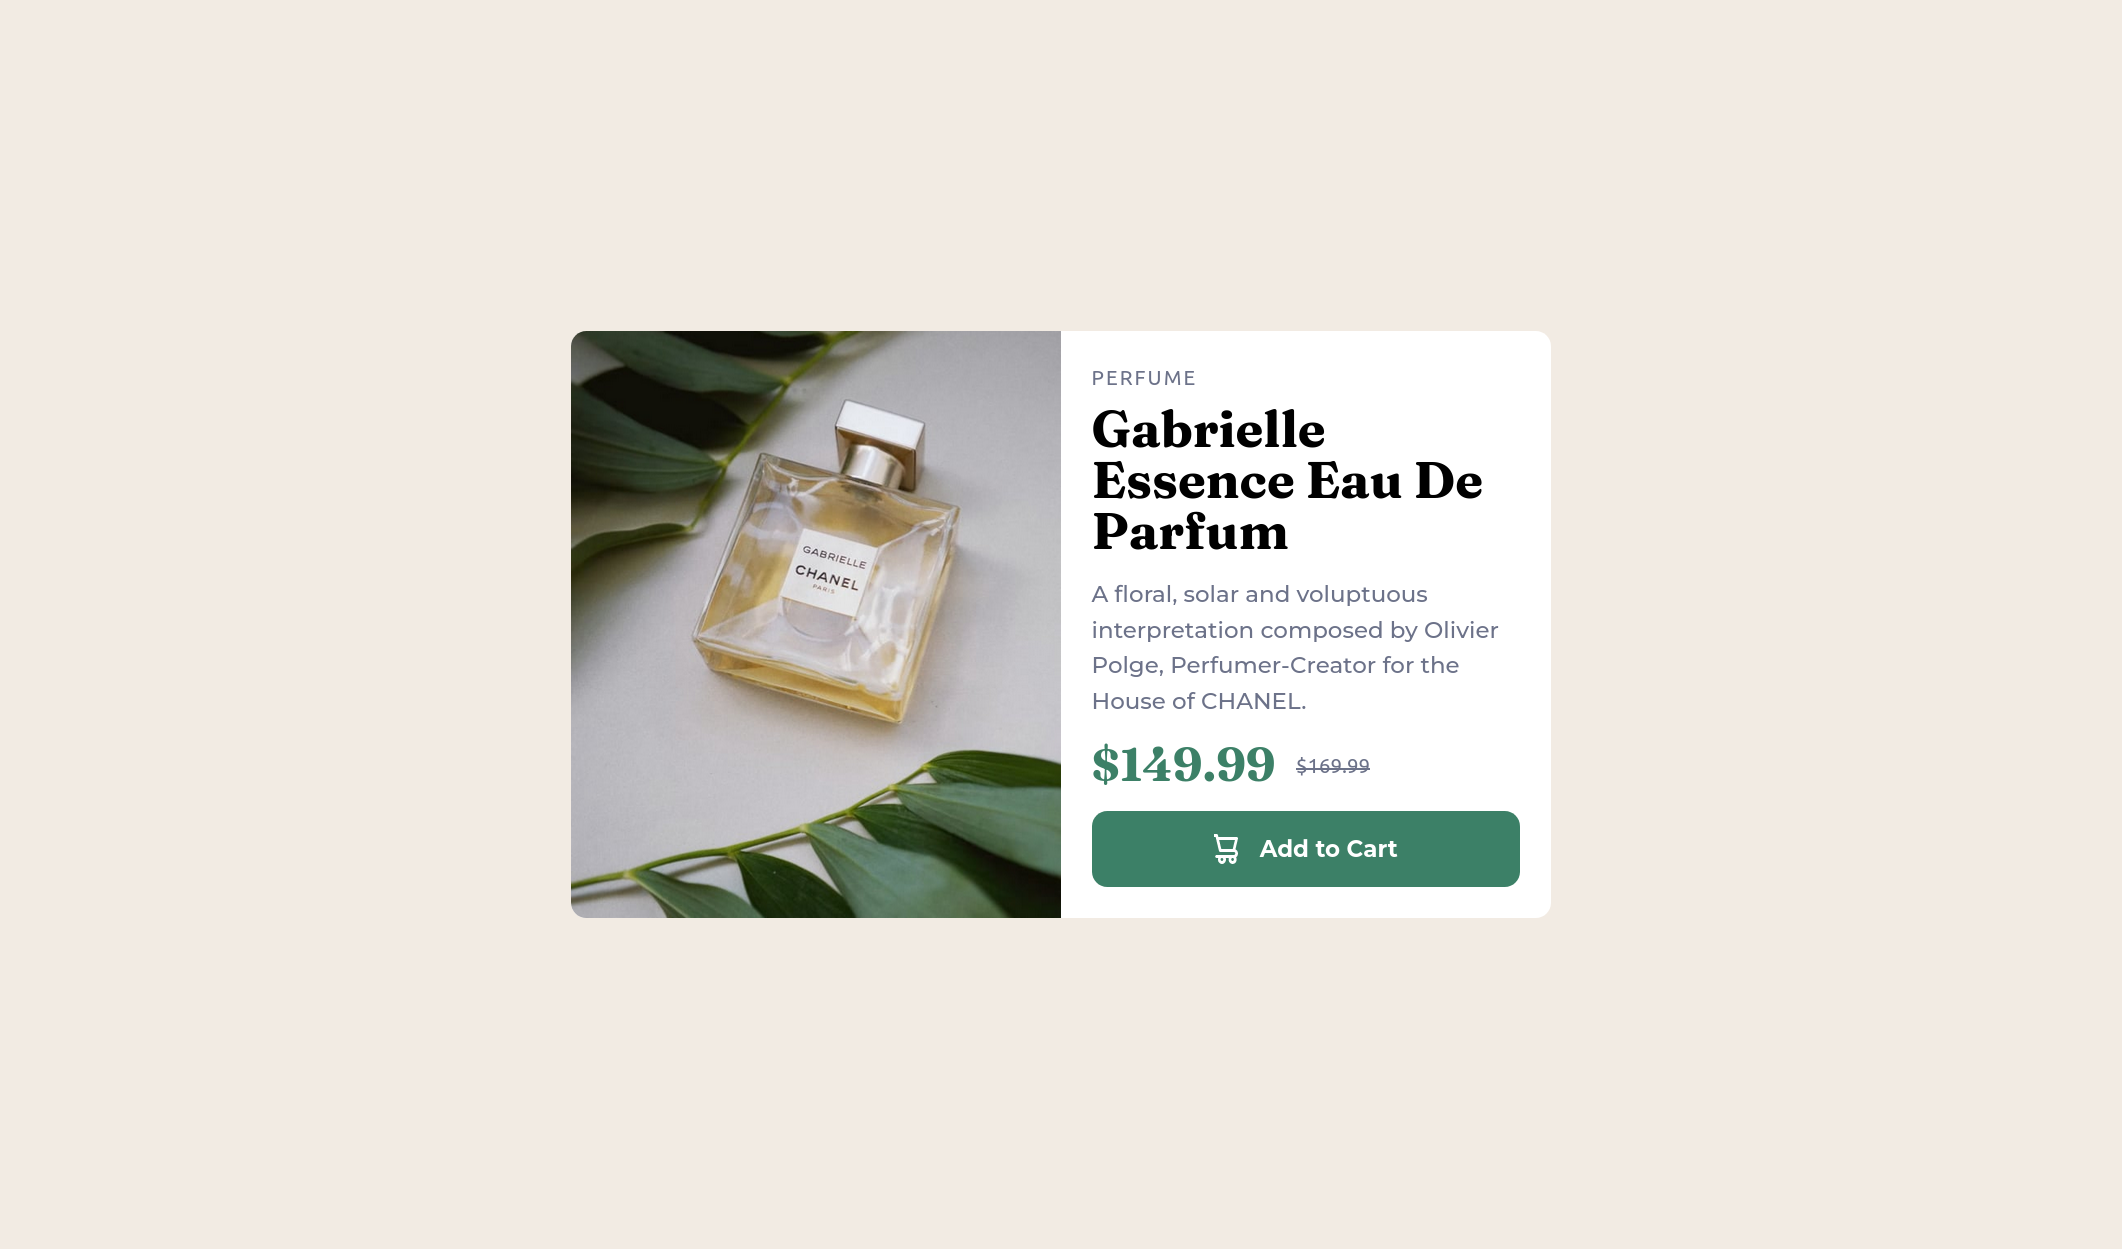 GABRIELLE
CHANEL
PARIS
PERFUME
Gabrielle
Essence Eau De
Parfum
A floral, solar and voluptuous
interpretation composed by Olivier
Polge, Perfumer-Creator for the
House of CHANEL.
$149.99 $169.99
Add to Cart